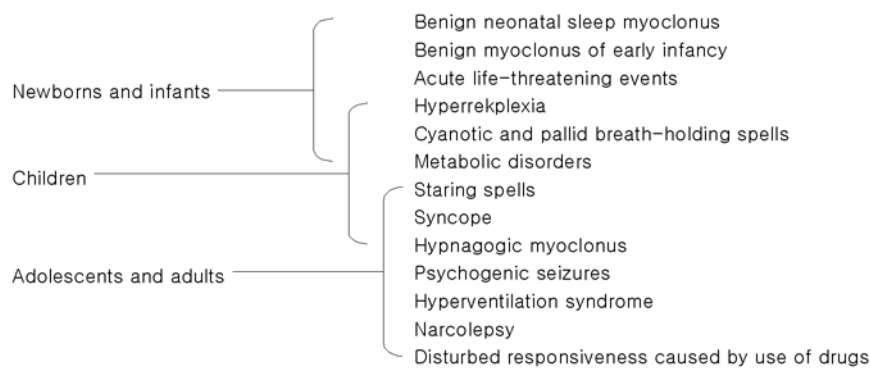 Benign neonatal sleep myoclonus
Benign myoclonus of early infancy
Acute life-threatening events
Newborns and infants
Hyperrekplexia
Cyanotic and pallid breath-holding spells
Metabolic disorders
Children
Staring spells
Syncope
Hypnagogic myoclonus
Adolescents and adults
Psychogenic seizures
Hyperventilation syndrome
Narcolepsy
Disturbed responsiveness caused by use of drugs